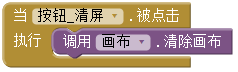 当 按钮_清屏 .被点击
执行 调用 画布 .清除画布